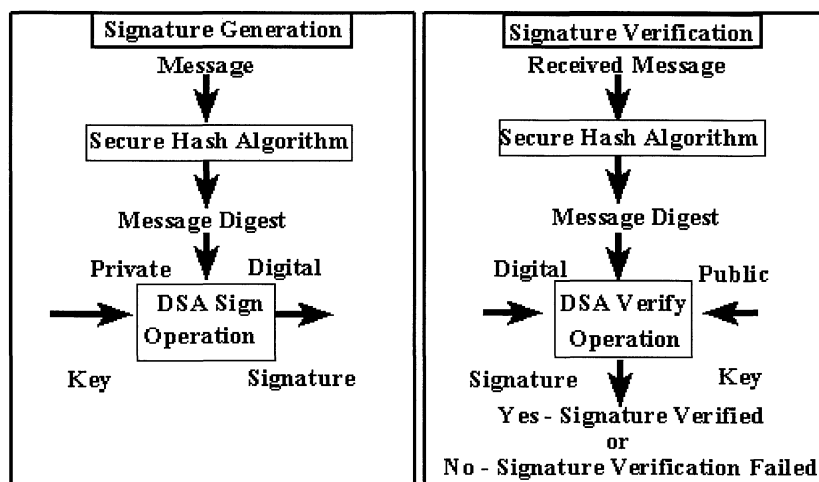 Signature Generation
Message
Secure Hash Algorithm
Message Digest
Private Digital
DSA Sign
Operation
Key Signature
Signature Verification
Received Message
Secure Hash Algorithm
Message Digest
Digital Public
DSA Verify
Operation
Signature Key
Yes - Signature Verified
or
No - Signature Verification Failed